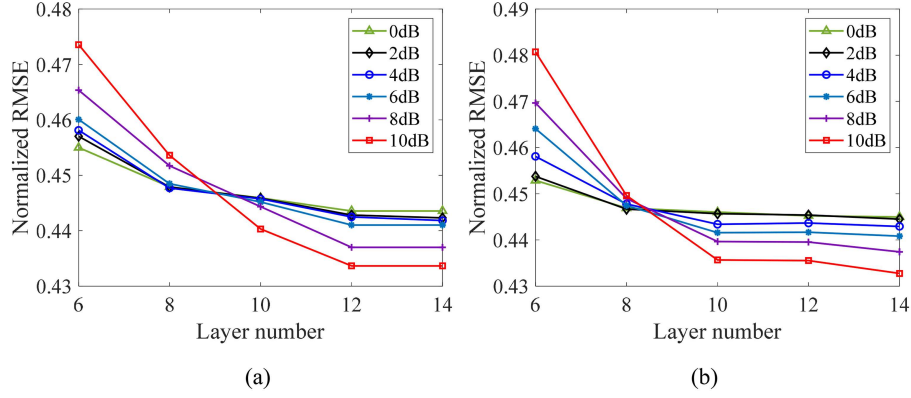 0.48
0.47
0.46
0.45
0.44
0.43
Normalized RMSE
6 8 10 12 14
Layer number
0dB
2dB
4dB
6dB
8dB
10dB
(a)
0.49
0.48
0.47
0.46
0.45
0.44
0.43
Normalized RMSE
6 8 10 12 14
Layer number
0dB
2dB
4dB
6dB
8dB
10dB
(b)